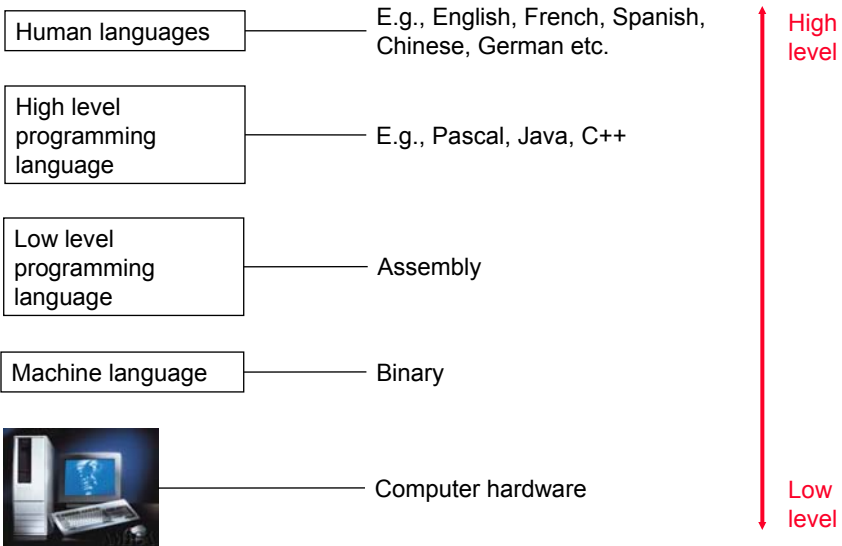 Human languages
E.g., English, French, Spanish,
Chinese, German etc.
High
level
High level
programming
language
E.g., Pascal, Java, C++
Low level
programming
language
Assembly
Machine language
Binary
Computer hardware
Low
level